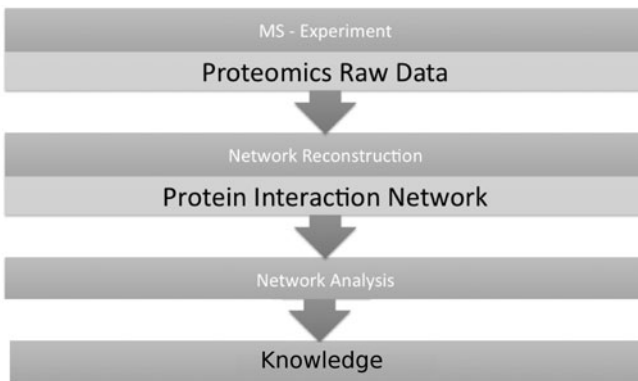 MS - Experiment
Proteomics Raw Data
Network Reconstruction
Protein Interaction Network
Network Analysis
Knowledge